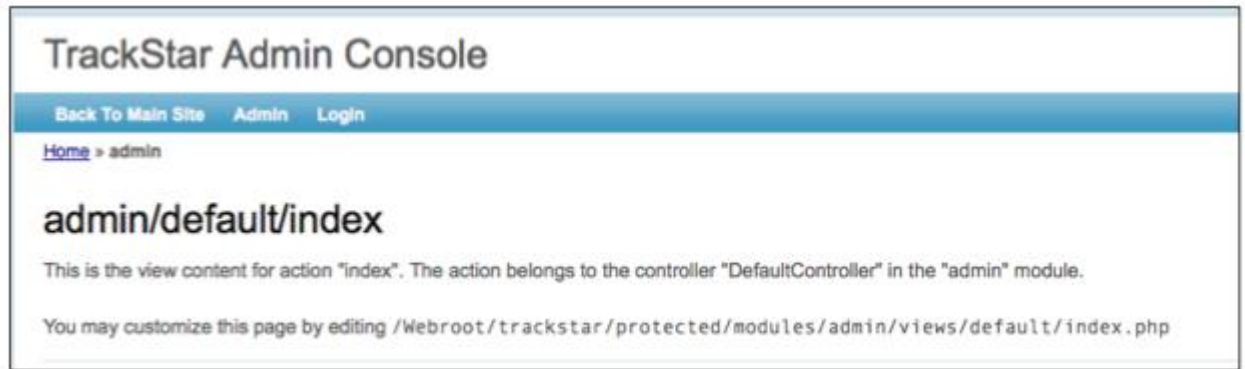 TrackStar Admin Console
Back To Main Site Admin Login
Home » admin
admin/default/index
This is the view content for action "index". The action belongs to the controller "DefaultController" in the "admin" module.
You may customize this page by editing /Webroot/trackstar/protected/modules/admin/views/default/index.php